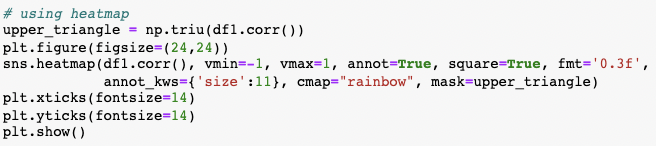 # using heatmap
upper_triangle = np.triu(df1.corr())
plt.figure(figsize=(24,24))
sns.heatmap(df1.corr(), vmin=-1, vmax=1, annot=True, square=True, fmt='0.3f',
annot_kws={'size':11}, cmap="rainbow", mask=upper_triangle)
plt.xticks(fontsize=14)
plt.yticks(fontsize=14)
plt.show()